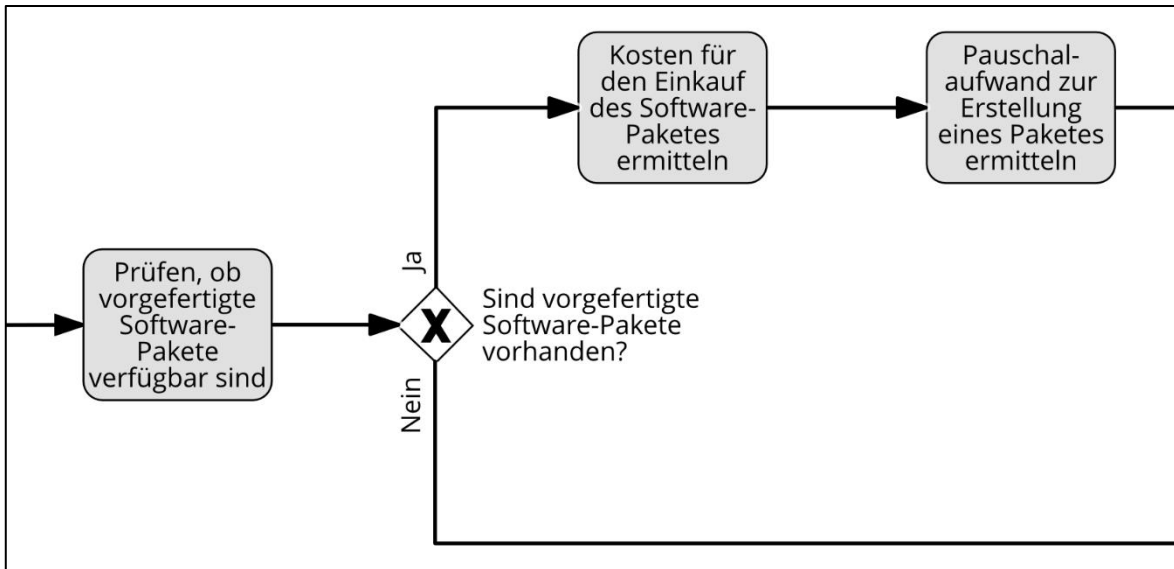 Prüfen, ob
vorgefertigte
Software-
Pakete
verfügbar sind
Ja
Nein
Sind vorgefertigte
Software-Pakete
vorhanden?
Kosten für
den Einkauf
des Software-
Paketes
ermitteln
Pauschal-
aufwand zur
Erstellung
eines Paketes
ermitteln